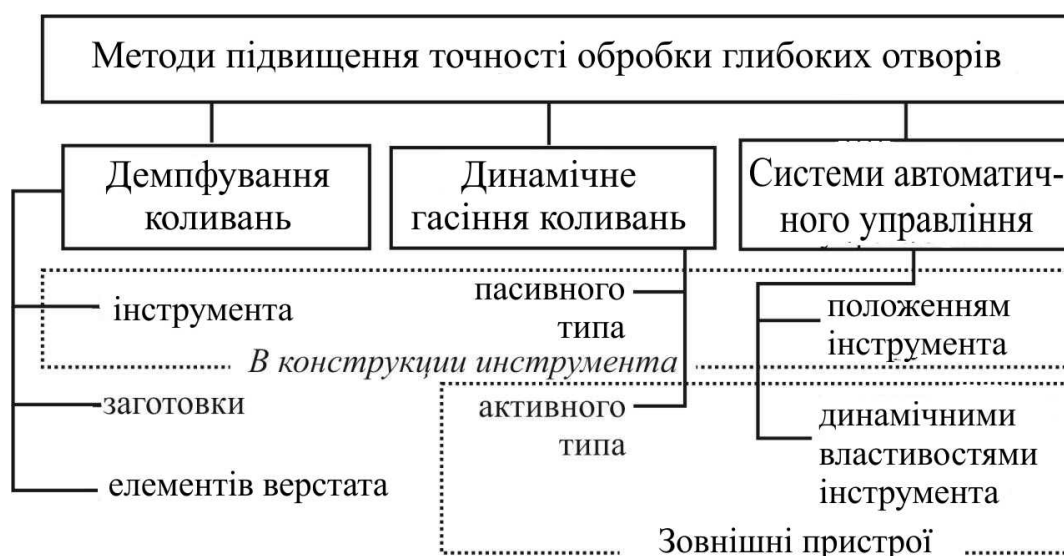 Методи підвищення точності обробки глибоких отворів
Демпфування
коливань
Динамічне
гасіння коливань
Системи автоматич-
ного управління
інструмента
заготовки
елементів верстата
пасивного
типа
активного
типа
положенням
інструмента
динамічними
властивостями
інструмента
В конструкции инструмента
Зовнішні пристрої